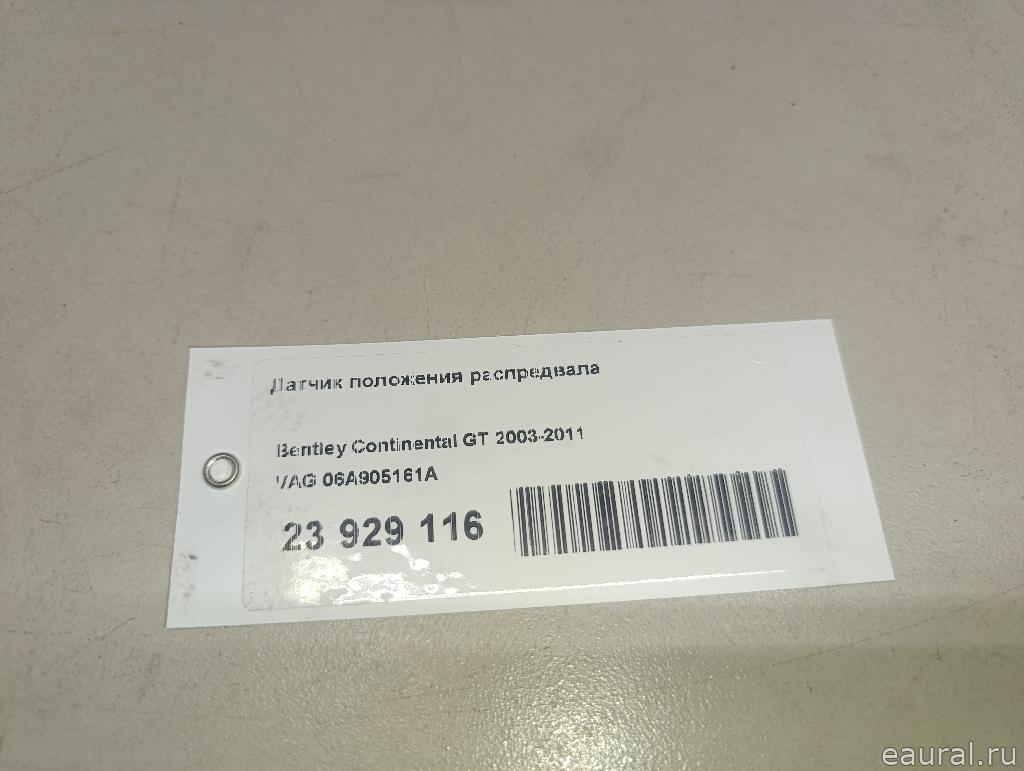 Датчик положения распредвала
Bentley Continental GT 2003-2011
VAG 06A905161A
23 929 116
eaural.ru